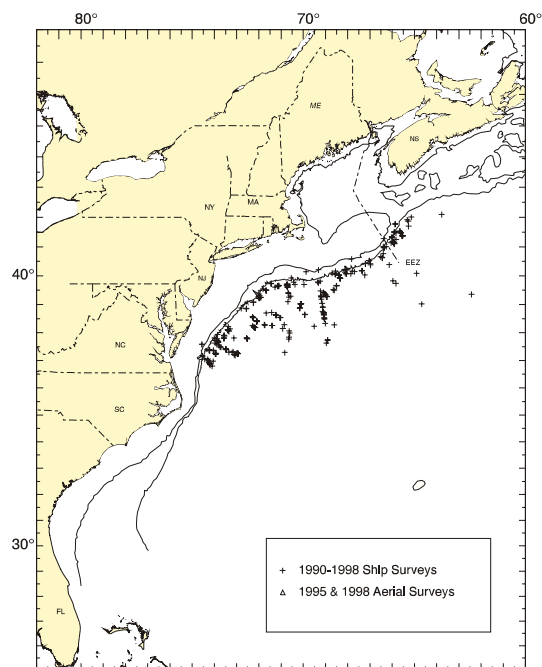 80° 70° 60°
ME
NS
NY MA
EEZ
40°
NJ
NC
SC
30°
+ 1990-1998 Ship Surveys
△ 1995 & 1998 Aerial Surveys
FL